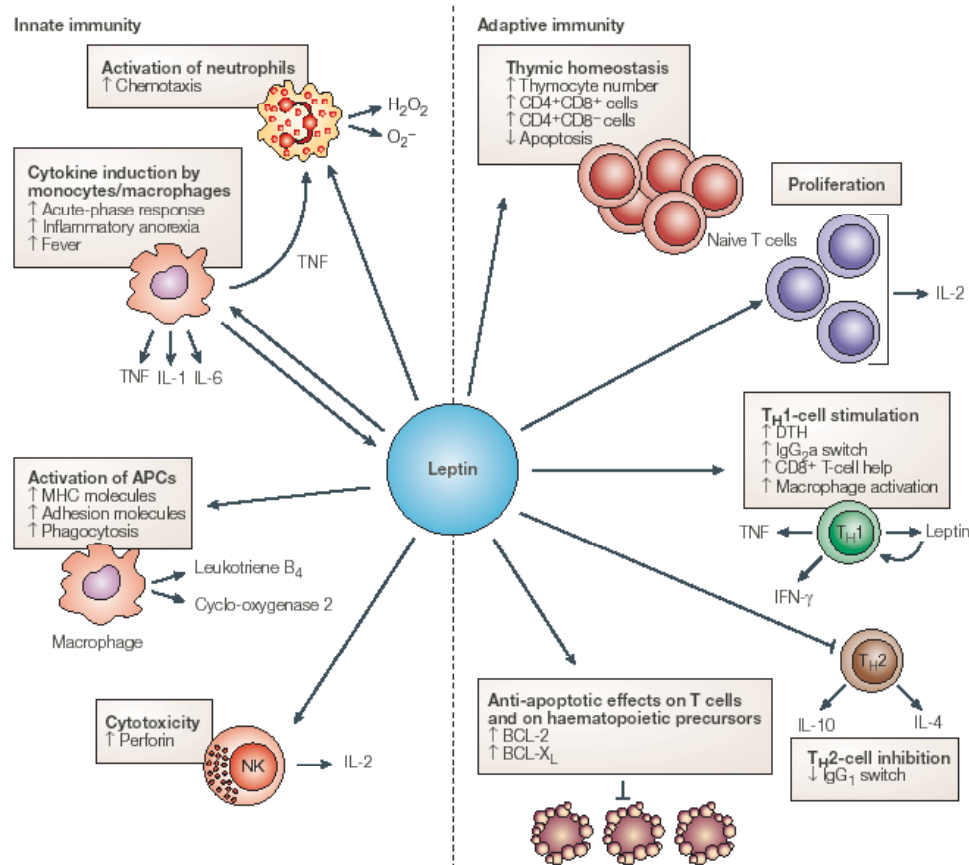 Innate immunity
Activation of neutrophils
↑ Chemotaxis
H₂O₂
O₂⁻
Cytokine induction by
monocytes/macrophages
↑ Acute-phase response
↑ Inflammatory anorexia
↑ Fever
TNF
TNF IL-1 IL-6
Activation of APCs
↑ MHC molecules
↑ Adhesion molecules
↑ Phagocytosis
Leukotriene B₄
Cyclo-oxygenase 2
Macrophage
Cytotoxicity
↑ Perforin
NK
IL-2
Leptin
Adaptive immunity
Thymic homeostasis
↑ Thymocyte number
↑ CD4⁺CD8⁺ cells
↑ CD4⁺CD8⁻ cells
↓ Apoptosis
Naive T cells
Proliferation
IL-2
T_H1-cell stimulation
↑ DTH
↑ IgG₂a switch
↑ CD8⁺ T-cell help
↑ Macrophage activation
TNF
T_H1
Leptin
IFN-γ
T_H2
IL-10
IL-4
T_H2-cell inhibition
↓ IgG₁ switch
Anti-apoptotic effects on T cells
and on haematopoietic precursors
↑ BCL-2
↑ BCL-X_L